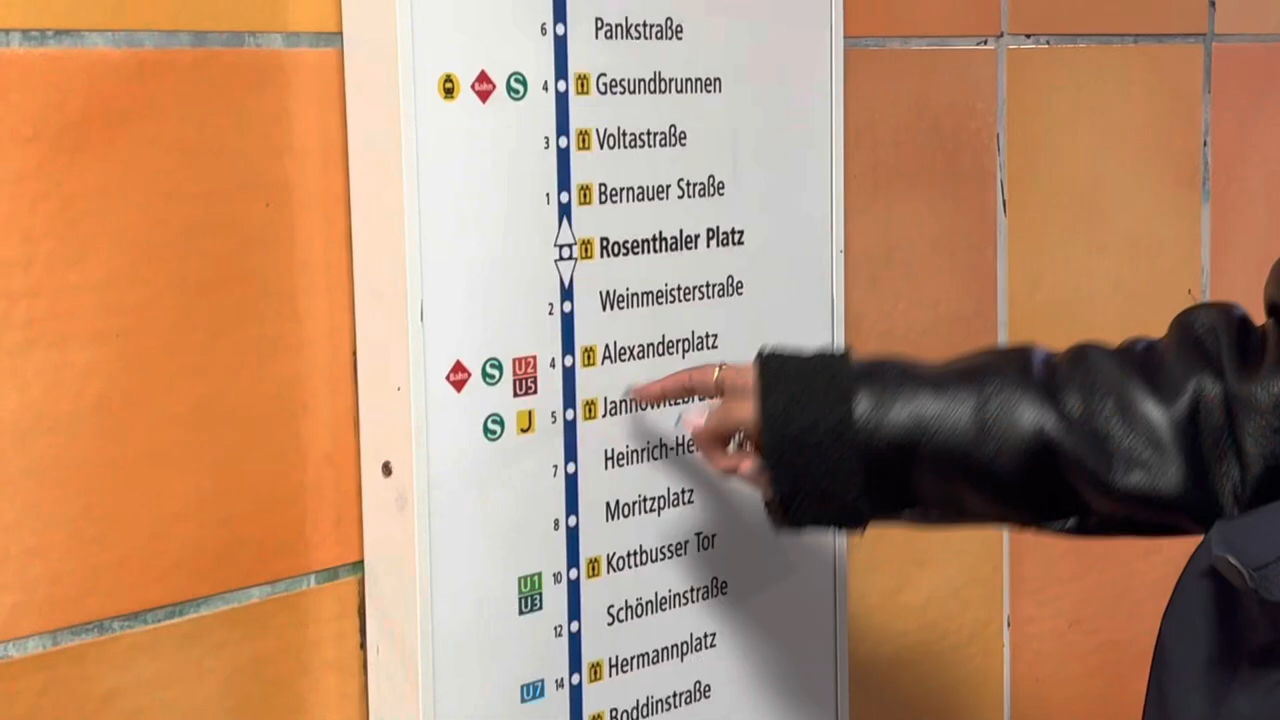 6 Pankstraße
Bahn S 4 Gesundbrunnen
3 Voltastraße
1 Bernauer Straße
Rosenthaler Platz
2 Weinmeisterstraße
Bahn S U2 U5 4 Alexanderplatz
S J 5
7
8 Moritzplatz
U1 U3 10 Kottbusser Tor
12 Schönleinstraße
U7 14 Hermannplatz
Boddinstraße